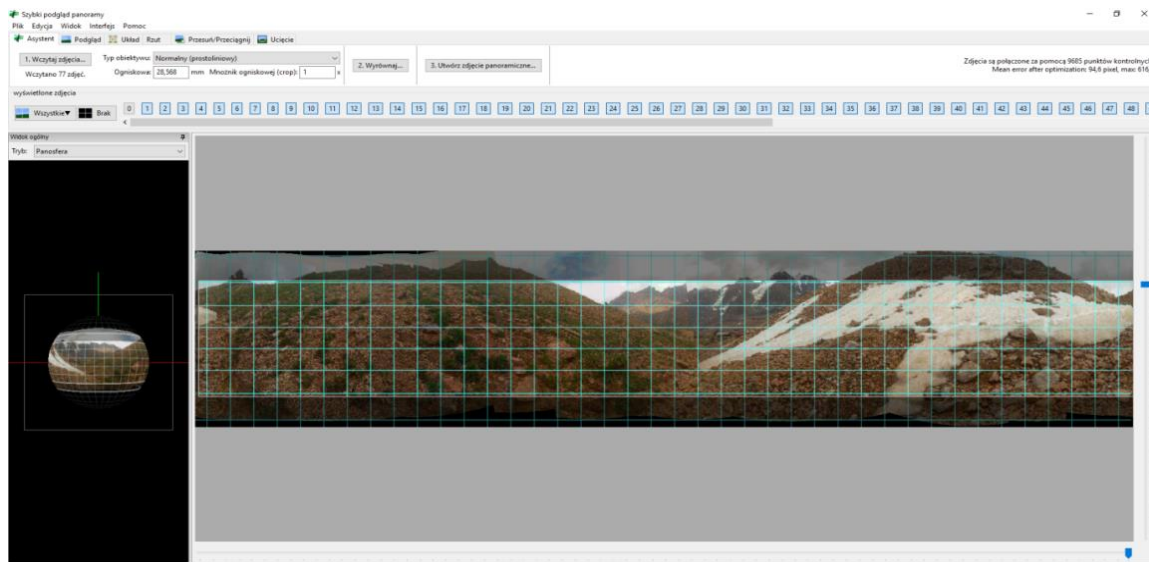 Szybki podgląd panoramy
Plik Edycja Widok Interfejs Pomoc
Asystent Podgląd Układ Rzut Przesuń/Przeciągnij Ucięcie
1. Wczytaj zdjęcia... Typ obiektywu: Normalny (prostoliniowy) 2. Wyrównaj... 3. Utwórz zdjęcie panoramiczne... Zdjęcia są połączone za pomocą 9685 punktów kontrolnych
Wczytano 77 zdjęć. Ogniskowa: 28,568 mm Mnożnik ogniskowej (crop): 1 x Mean error after optimization: 94,6 pixel, max: 616,
wyświetlone zdjęcia
Wszystkie Brak 0 1 2 3 4 5 6 7 8 9 10 11 12 13 14 15 16 17 18 19 20 21 22 23 24 25 26 27 28 29 30 31 32 33 34 35 36 37 38 39 40 41 42 43 44 45 46 47 48
Widok ogólny
Tryb: Panosfera